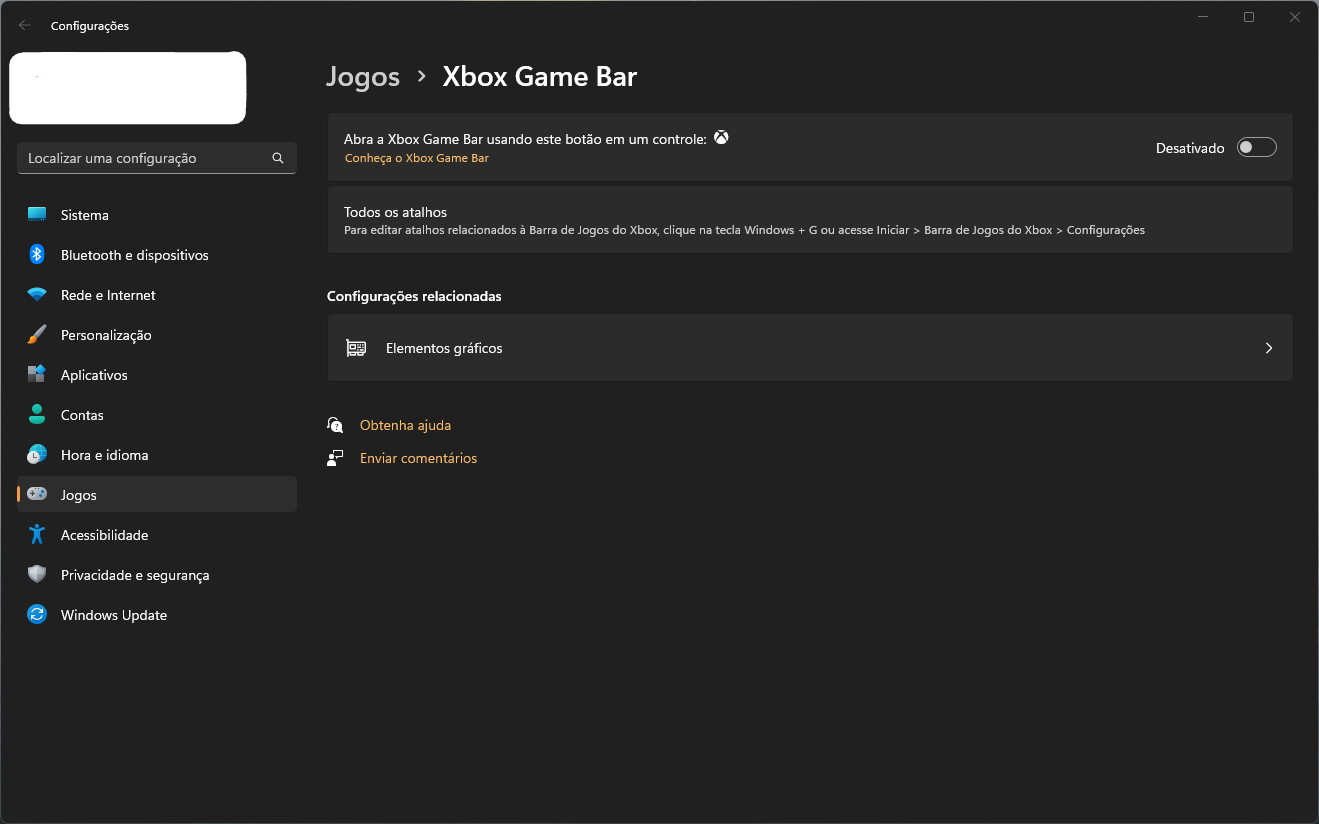 Configurações
Localizar uma configuração
Sistema
Bluetooth e dispositivos
Rede e Internet
Personalização
Aplicativos
Contas
Hora e idioma
Jogos
Acessibilidade
Privacidade e segurança
Windows Update
Jogos > Xbox Game Bar
Abra a Xbox Game Bar usando este botão em um controle:
Conheça o Xbox Game Bar
Desativado
Todos os atalhos
Para editar atalhos relacionados à Barra de Jogos do Xbox, clique na tecla Windows + G ou acesse Iniciar > Barra de Jogos do Xbox > Configurações
Configurações relacionadas
Elementos gráficos
Obtenha ajuda
Enviar comentários